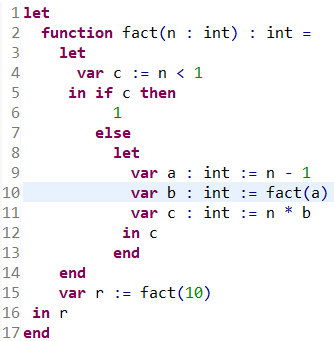 1 let
2   function fact(n : int) : int =
3     let
4       var c := n < 1
5      in if c then
6           1
7         else
8           let
9             var a : int := n - 1
10             var b : int := fact(a)
11             var c : int := n * b
12            in c
13           end
14     end
15     var r := fact(10)
16  in r
17 end